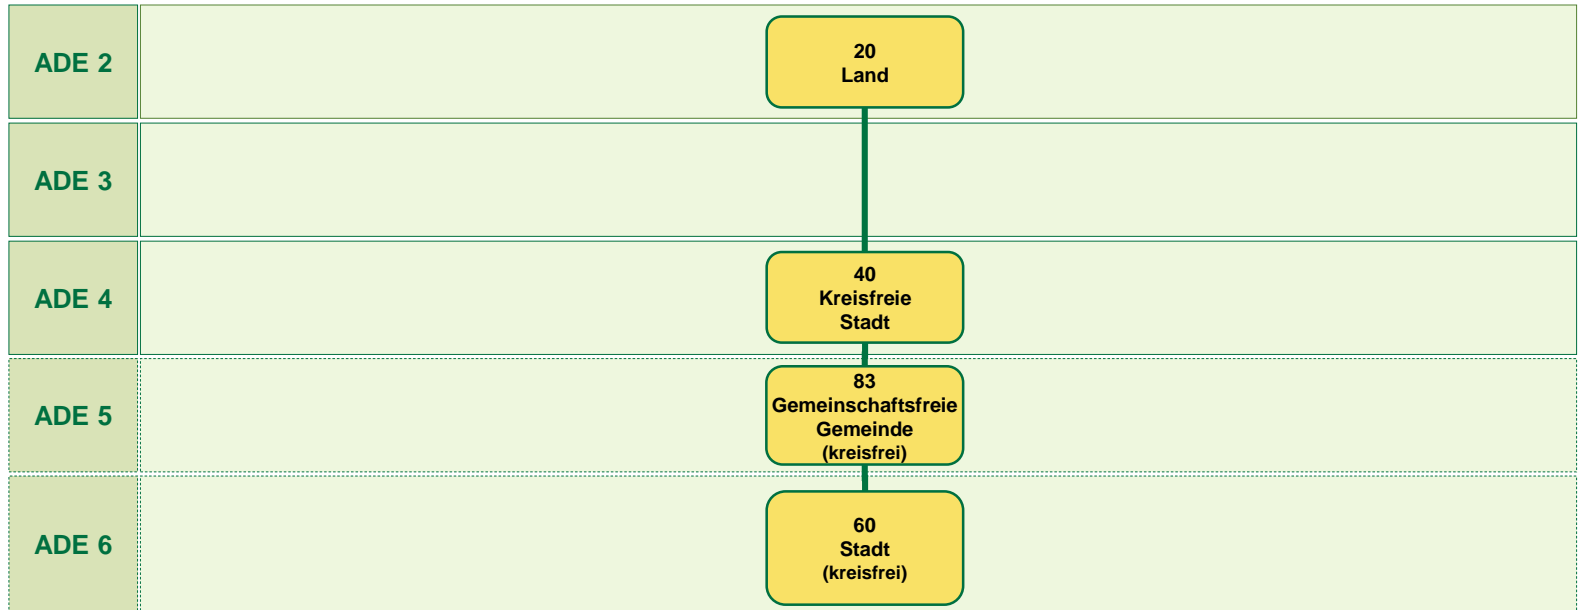 ADE 2
20
Land
ADE 3
ADE 4
40
Kreisfreie
Stadt
ADE 5
83
Gemeinschaftsfreie
Gemeinde
(kreisfrei)
ADE 6
60
Stadt
(kreisfrei)